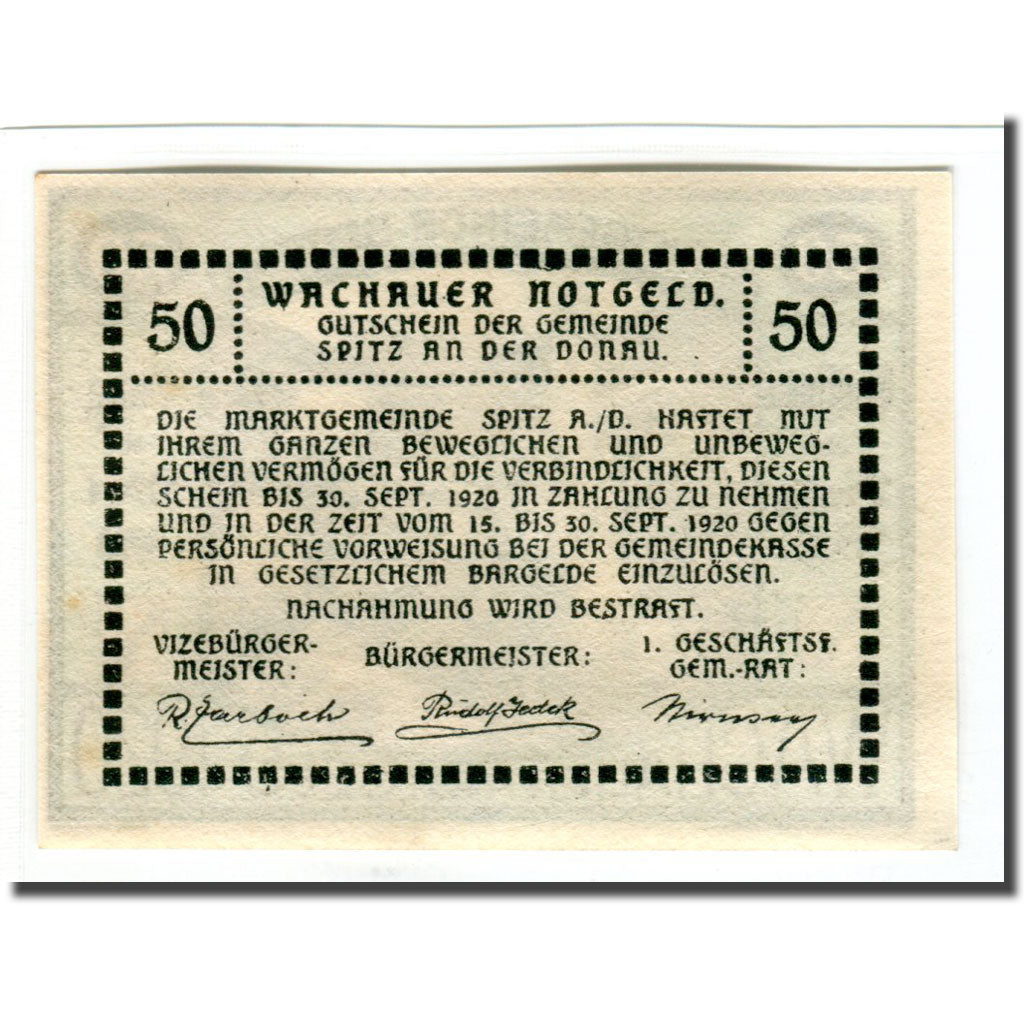 50 WACHAUER NOTGELD. 50
GUTSCHEIN DER GEMEINDE
SPITZ AN DER DONAU.
DIE MARKTGEMEINDE SPITZ A./D. HAFTET MIT
IHREM GANZEN BEWEGLICHEN UND UNBEWEG-
LICHEN VERMÖGEN FÜR DIE VERBINDLICHKEIT, DIESEN
SCHEIN BIS 30. SEPT. 1920 IN ZAHLUNG ZU NEHMEN
UND IN DER ZEIT VOM 15. BIS 30. SEPT. 1920 GEGEN
PERSÖNLICHE VORWEISUNG BEI DER GEMEINDEKASSE
IN GESETZLICHEM BARGELDE EINZULÖSEN.
NACHAHMUNG WIRD BESTRAFT.
VIZEBÜRGER-
MEISTER:
BÜRGERMEISTER:
1. GESCHÄFTSF.
GEM.-RAT:
Rudolf